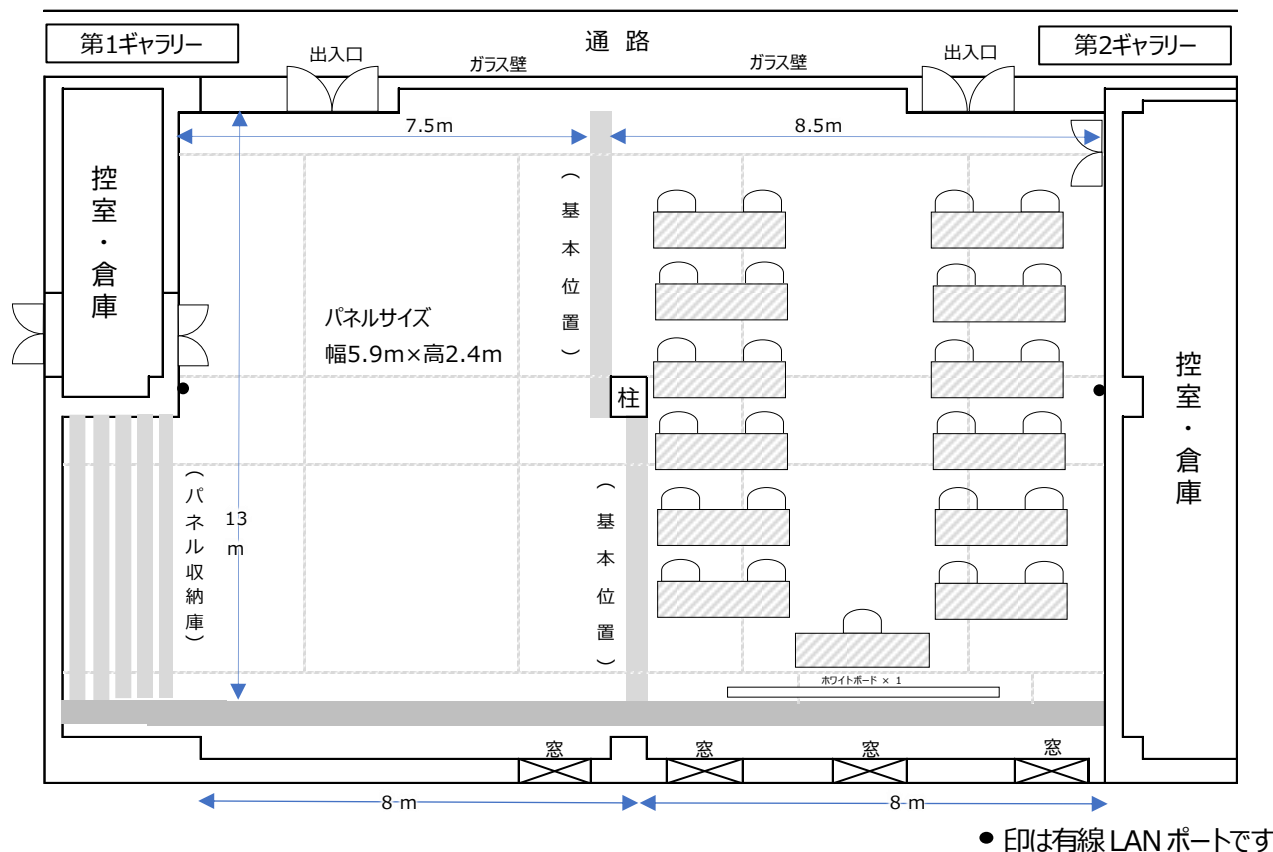 第1ギャラリー
通 路
第2ギャラリー
出入口
ガラス壁
ガラス壁
出入口
7.5m
8.5m
控室・倉庫
（基本位置）
パネルサイズ
幅5.9m×高2.4m
柱
控室・倉庫
（パネル収納庫）
13
m
（基本位置）
ホワイトボード × 1
窓
窓
窓
窓
8 m
8 m
● 印は有線 LAN ポートです